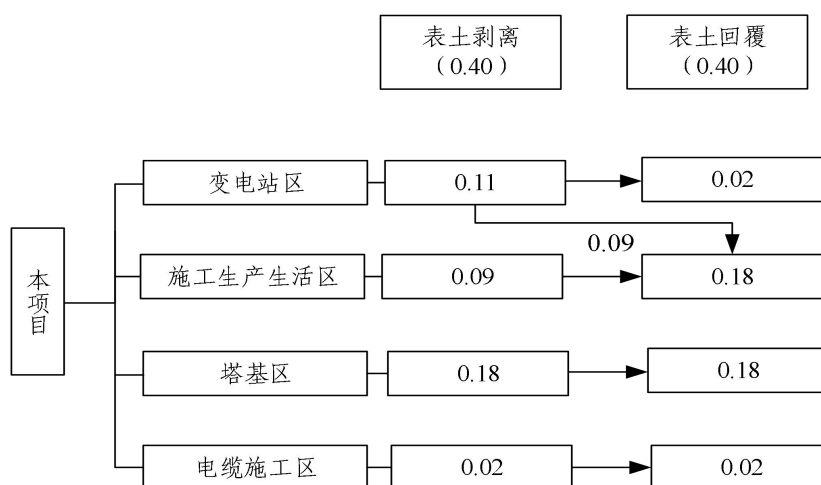 表土剥离
（0.40）
表土回覆
（0.40）
变电站区
0.11
0.02
0.09
本项目
施工生产生活区
0.09
0.18
塔基区
0.18
0.18
电缆施工区
0.02
0.02